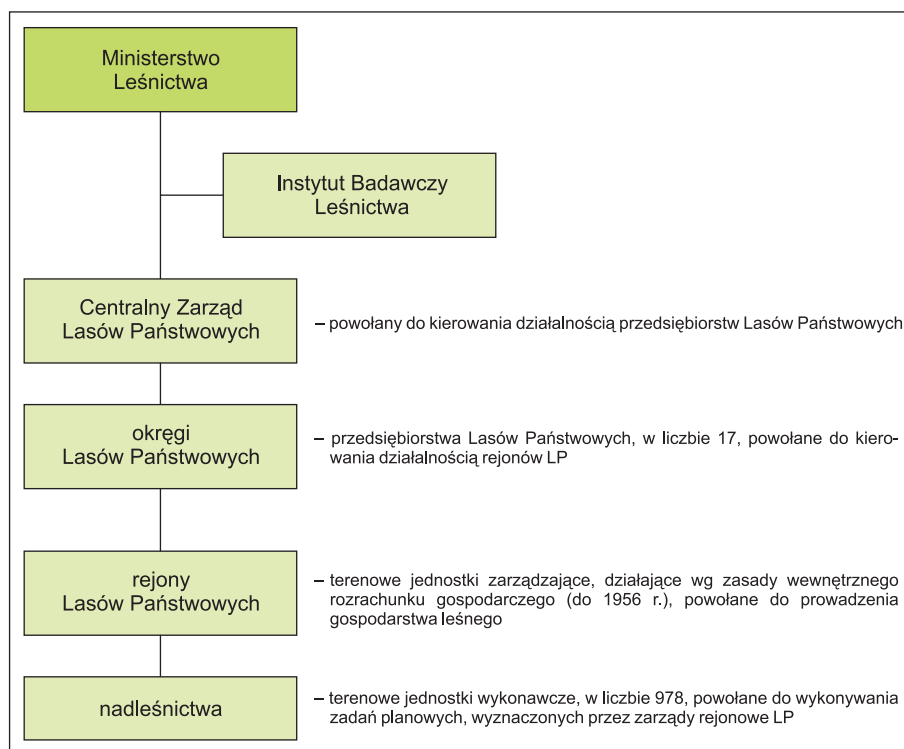 Ministerstwo
Leśnictwa
Instytut Badawczy
Leśnictwa
Centralny Zarząd
Lasów Państwowych
– powołany do kierowania działalnością przedsiębiorstw Lasów Państwowych
okręgi
Lasów Państwowych
– przedsiębiorstwa Lasów Państwowych, w liczbie 17, powołane do kiero-
wania działalnością rejonów LP
rejony
Lasów Państwowych
– terenowe jednostki zarządzające, działające wg zasady wewnętrznego
rozrachunku gospodarczego (do 1956 r.), powołane do prowadzenia
gospodarstwa leśnego
nadleśnictwa
– terenowe jednostki wykonawcze, w liczbie 978, powołane do wykonywania
zadań planowych, wyznaczonych przez zarządy rejonowe LP